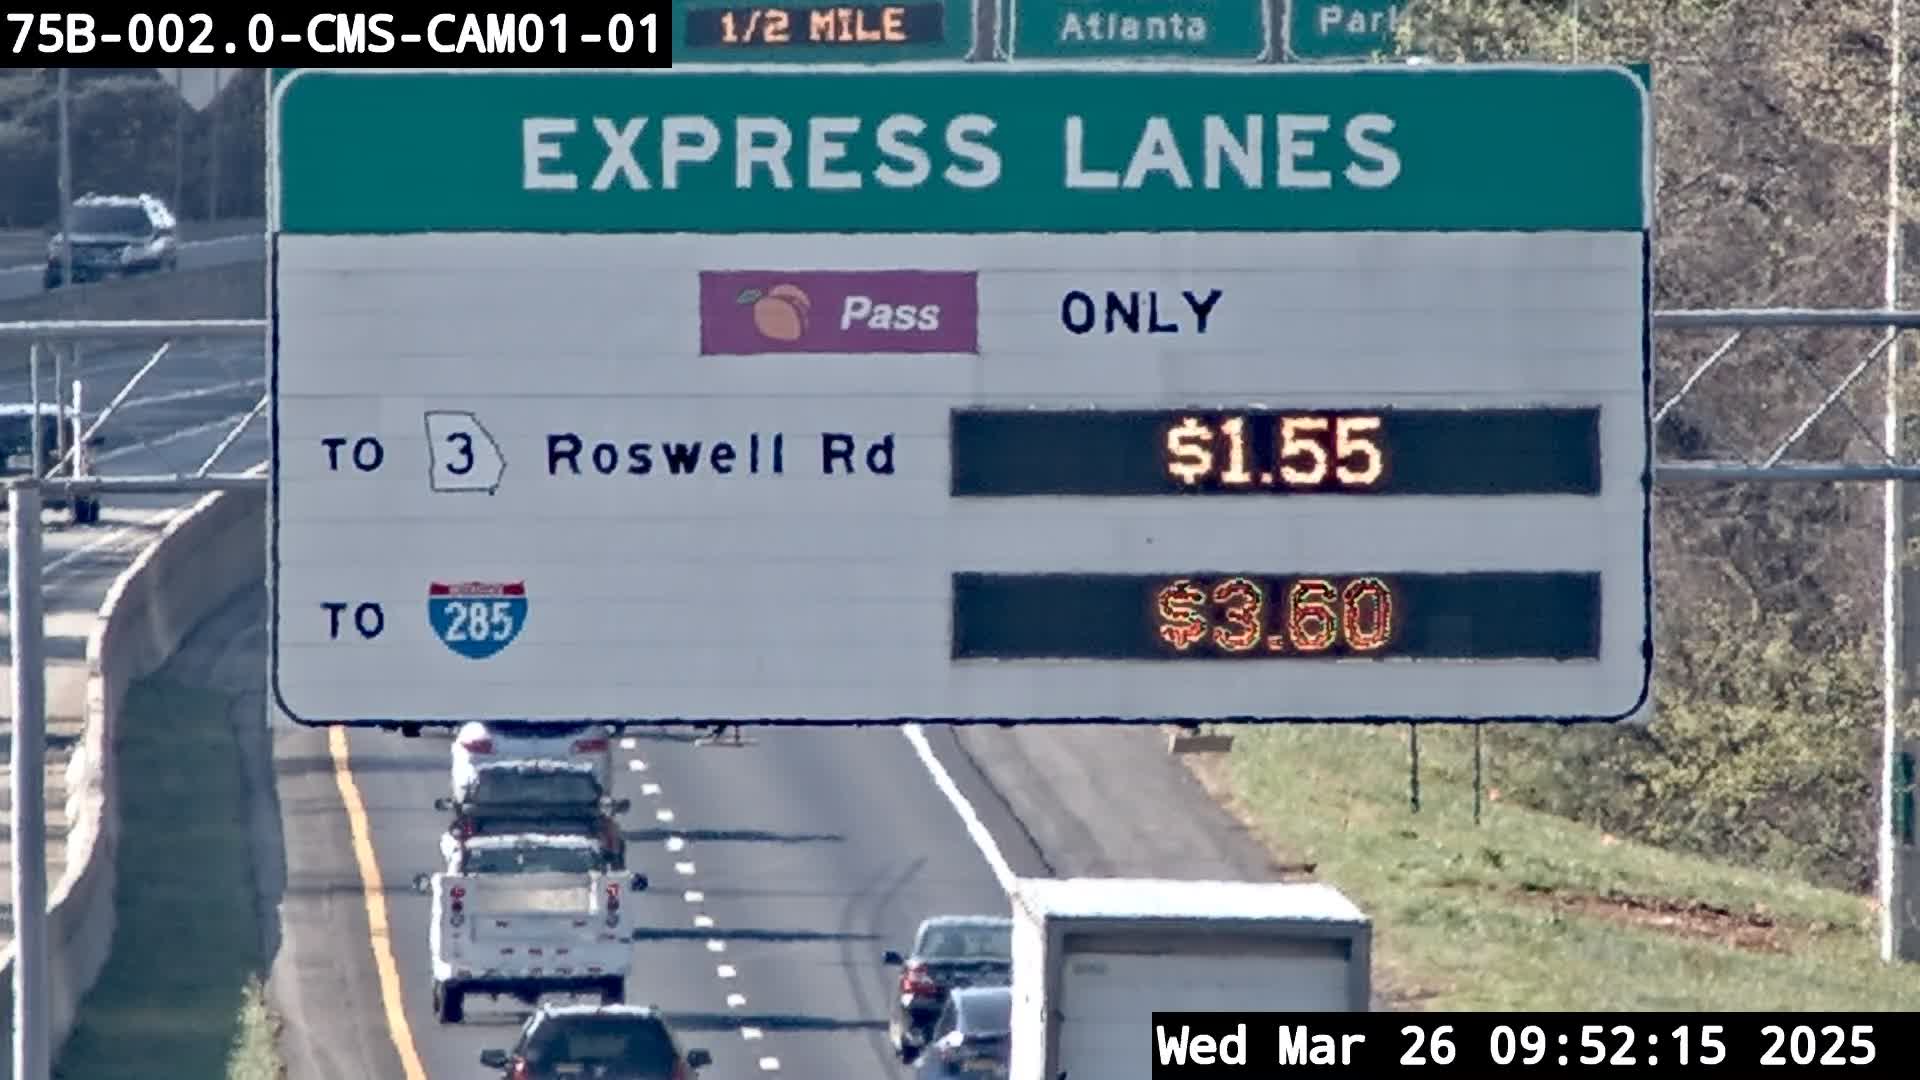 75B-002.0-CMS-CAM01-01
1/2 MILE
Atlanta
EXPRESS LANES
Pass ONLY
TO 3 Roswell Rd $1.55
TO 285 $3.60
Wed Mar 26 09:52:15 2025